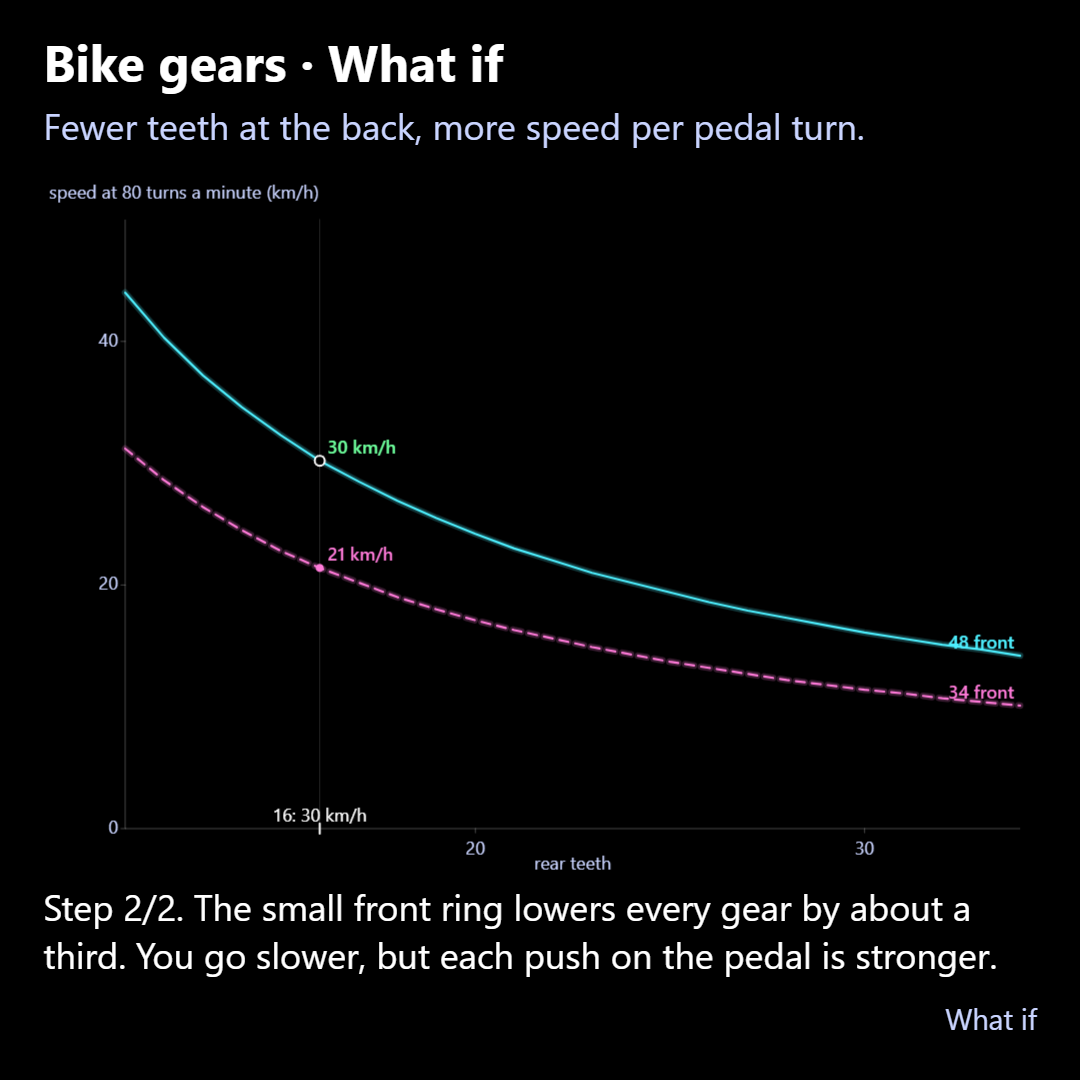 Bike gears · What if
Fewer teeth at the back, more speed per pedal turn.
speed at 80 turns a minute (km/h)
40
30 km/h
21 km/h
20
48 front
34 front
16: 30 km/h
0
20
30
rear teeth
Step 2/2. The small front ring lowers every gear by about a
third. You go slower, but each push on the pedal is stronger.
What if